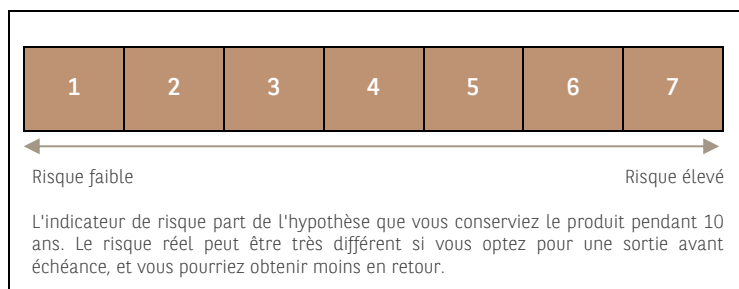 1 2 3 4 5 6 7
Risque faible Risque élevé
L'indicateur de risque part de l'hypothèse que vous conserviez le produit pendant 10
ans. Le risque réel peut être très différent si vous optez pour une sortie avant
échéance, et vous pourriez obtenir moins en retour.